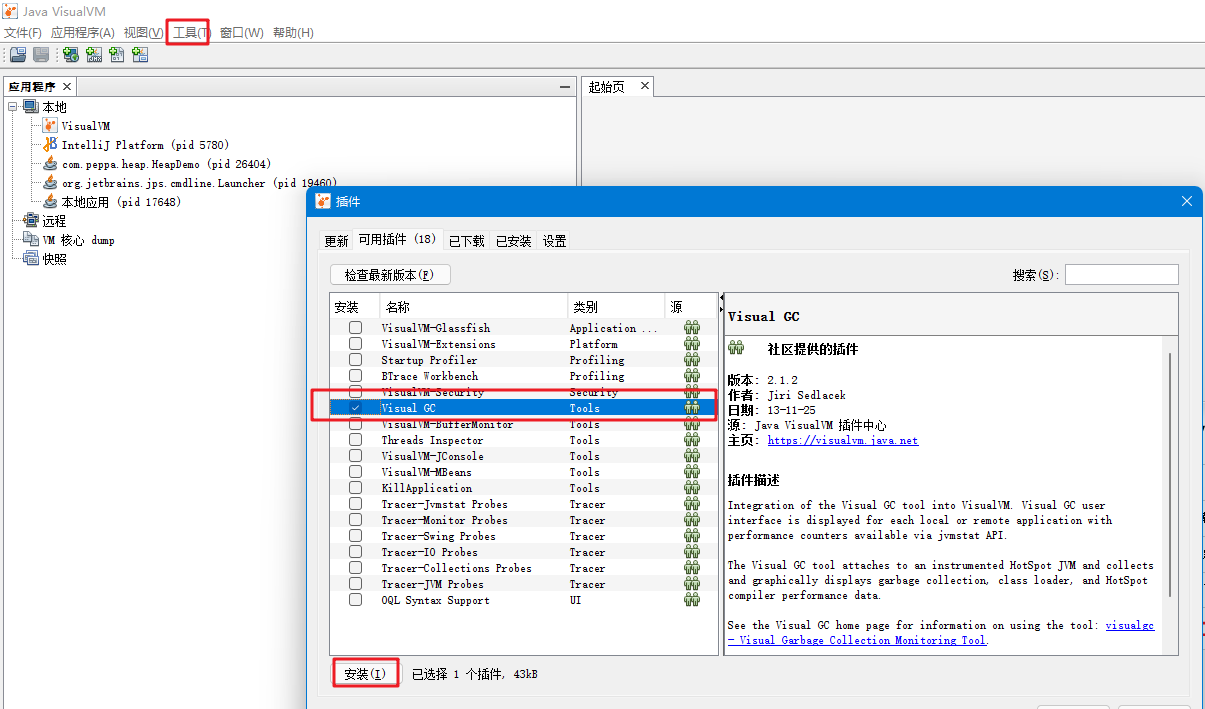 Java VisualVM
文件(F) 应用程序(A) 视图(V) 工具(T) 窗口(W) 帮助(H)
应用程序
起始页
本地
VisualVM
IntelliJ Platform (pid 5780)
com.peppa.heap.HeapDemo (pid 26404)
org.jetbrains.jps.cmdline.Launcher (pid 19460)
本地应用 (pid 17648)
远程
VM 核心 dump
快照
插件
更新 可用插件 (18) 已下载 已安装 设置
检查最新版本(F)
搜索(S):
安装 名称 类别 源
VisualVM-Glassfish Application ...
VisualVM-Extensions Platform
Startup Profiler Profiling
BTrace Workbench Profiling
VisualVM-Security Security
Visual GC Tools
VisualVM-BufferMonitor Tools
Threads Inspector Tools
VisualVM-JConsole Tools
VisualVM-MBeans Tools
KillApplication Tools
Tracer-Jvmstat Probes Tracer
Tracer-Monitor Probes Tracer
Tracer-Swing Probes Tracer
Tracer-IO Probes Tracer
Tracer-Collections Probes Tracer
Tracer-JVM Probes Tracer
OQL Syntax Support UI
Visual GC
社区提供的插件
版本: 2.1.2
作者: Jiri Sedlacek
日期: 13-11-25
源: Java VisualVM 插件中心
主页: https://visualvm.java.net
插件描述
Integration of the Visual GC tool into VisualVM. Visual GC user
interface is displayed for each local or remote application with
performance counters available via jvmstat API.
The Visual GC tool attaches to an instrumented HotSpot JVM and collects
and graphically displays garbage collection, class loader, and HotSpot
compiler performance data.
See the Visual GC home page for information on using the tool: visualgc
- Visual Garbage Collection Monitoring Tool.
安装(I) 已选择 1 个插件, 43kB